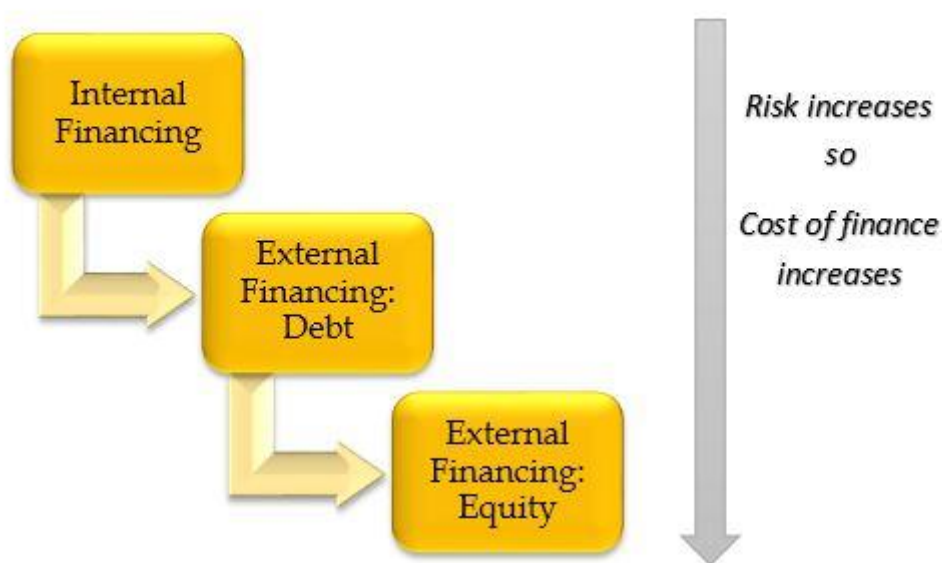 Internal
Financing
External
Financing:
Debt
External
Financing:
Equity
Risk increases
so
Cost of finance
increases